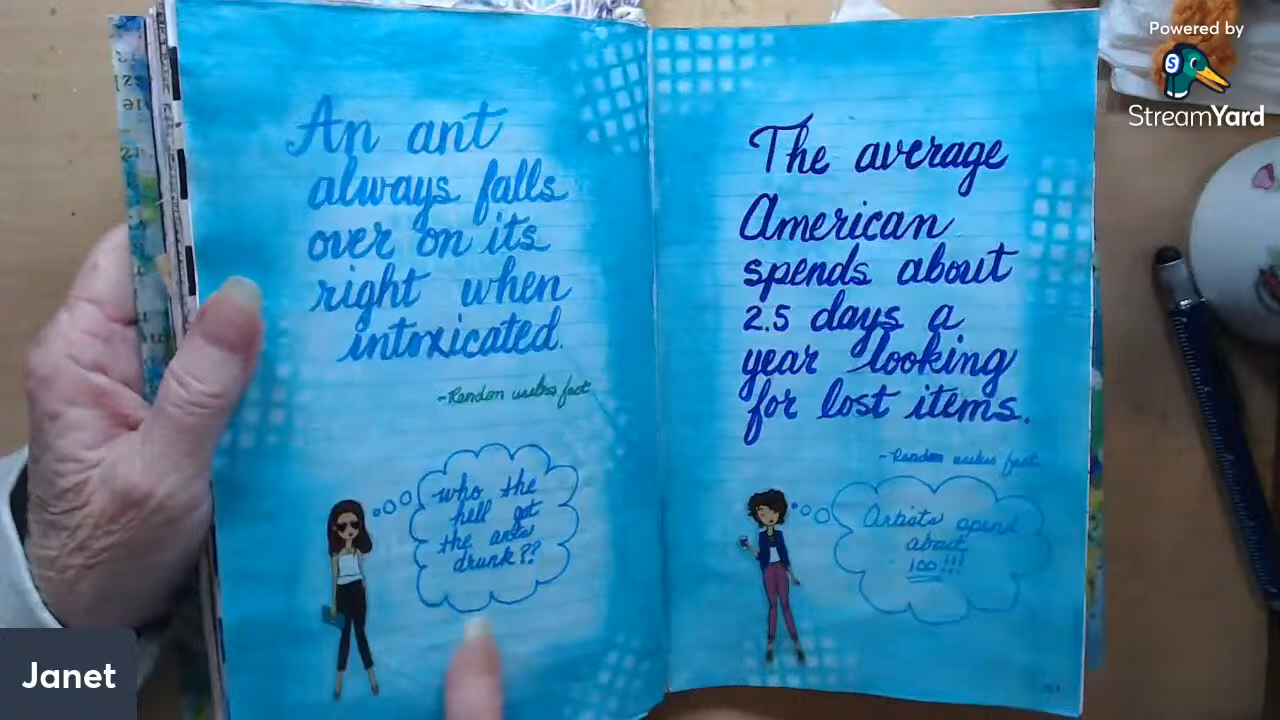 An ant
always falls
over on its
right when
intoxicated.
-Random useless fact
who the
hell got
the ants
drunk??
The average
American
spends about
2.5 days a
year looking
for lost items.
-Random useless fact
Artists spend
about
100!!!
Powered by
StreamYard
Janet